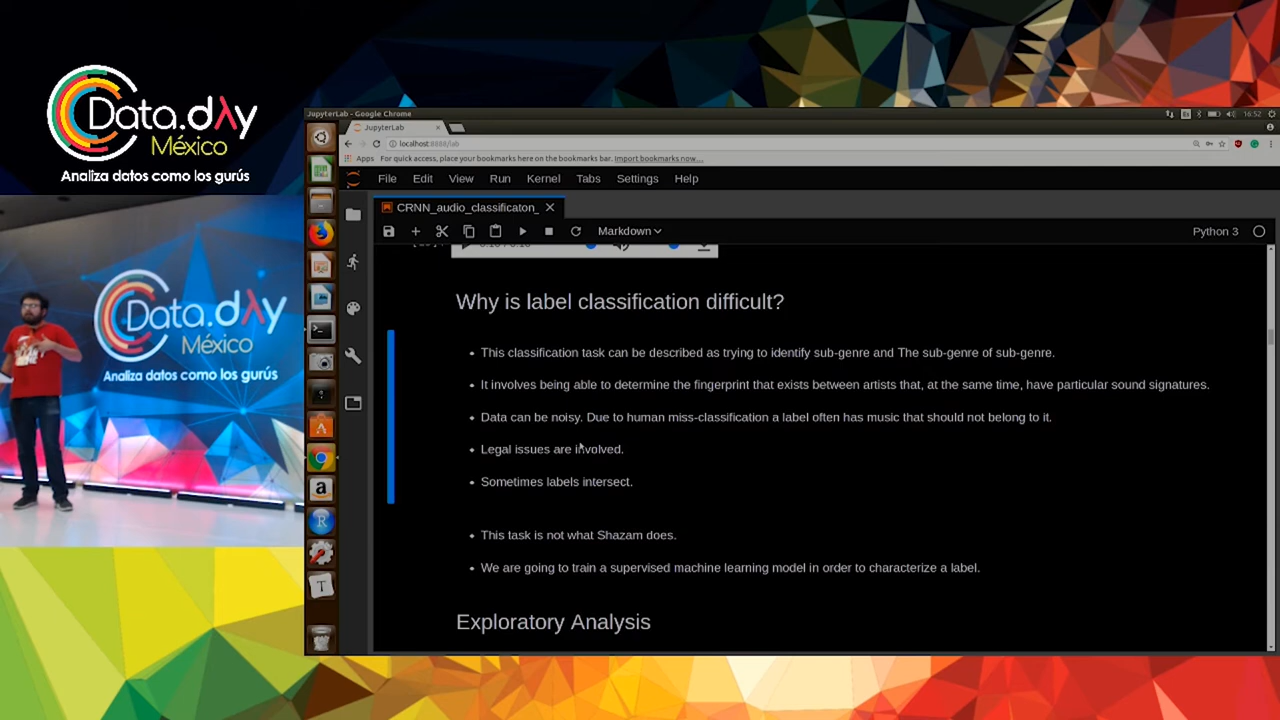 Data.dAy
México
Analiza datos como los gurús
JupyterLab - Google Chrome
16:52
JupyterLab
localhost:8888/lab
Apps For quick access, place your bookmarks here on the bookmarks bar. Import bookmarks now...
File Edit View Run Kernel Tabs Settings Help
CRNN_audio_classificaton_
Markdown
Python 3
Why is label classification difficult?
• This classification task can be described as trying to identify sub-genre and The sub-genre of sub-genre.
• It involves being able to determine the fingerprint that exists between artists that, at the same time, have particular sound signatures.
• Data can be noisy. Due to human miss-classification a label often has music that should not belong to it.
• Legal issues are involved.
• Sometimes labels intersect.
• This task is not what Shazam does.
• We are going to train a supervised machine learning model in order to characterize a label.
Exploratory Analysis
Data.dAy
México
Analiza datos como los gurús